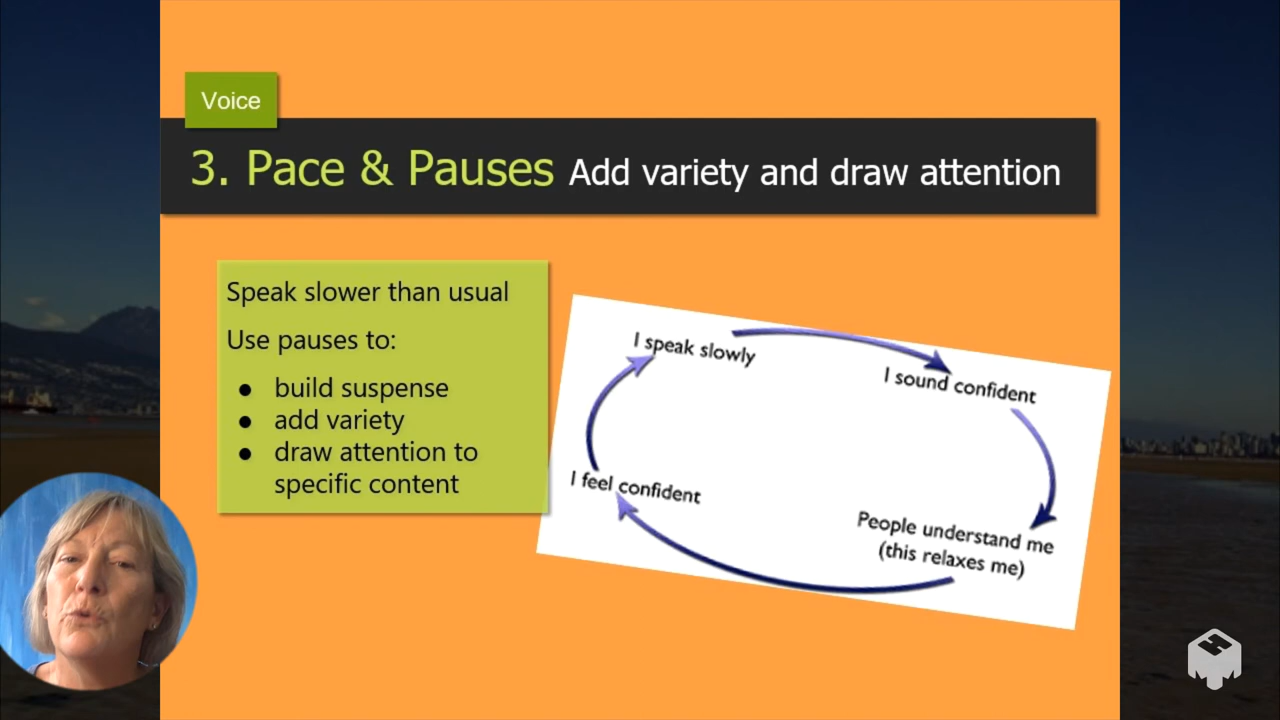 Voice
3. Pace & Pauses Add variety and draw attention
Speak slower than usual
Use pauses to:
● build suspense
● add variety
● draw attention to
specific content
I speak slowly
I sound confident
People understand me
(this relaxes me)
I feel confident